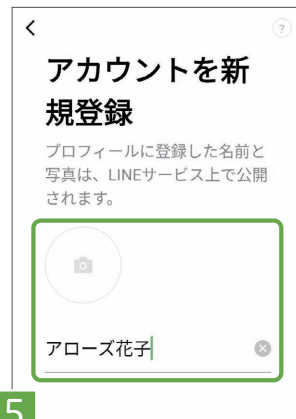 ?
アカウントを新
規登録
プロフィールに登録した名前と
写真は、LINEサービス上で公開
されます。
アローズ花子
5